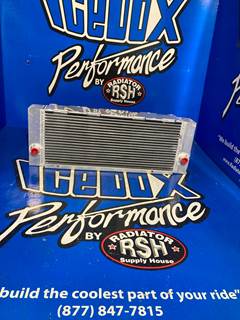 Icebox
Performance
BY
RADIATOR
RSH
Supply House
Icebox
Performance
BY
RADIATOR
RSH
Supply House
build the coolest part of your ride"
(877) 847-7815